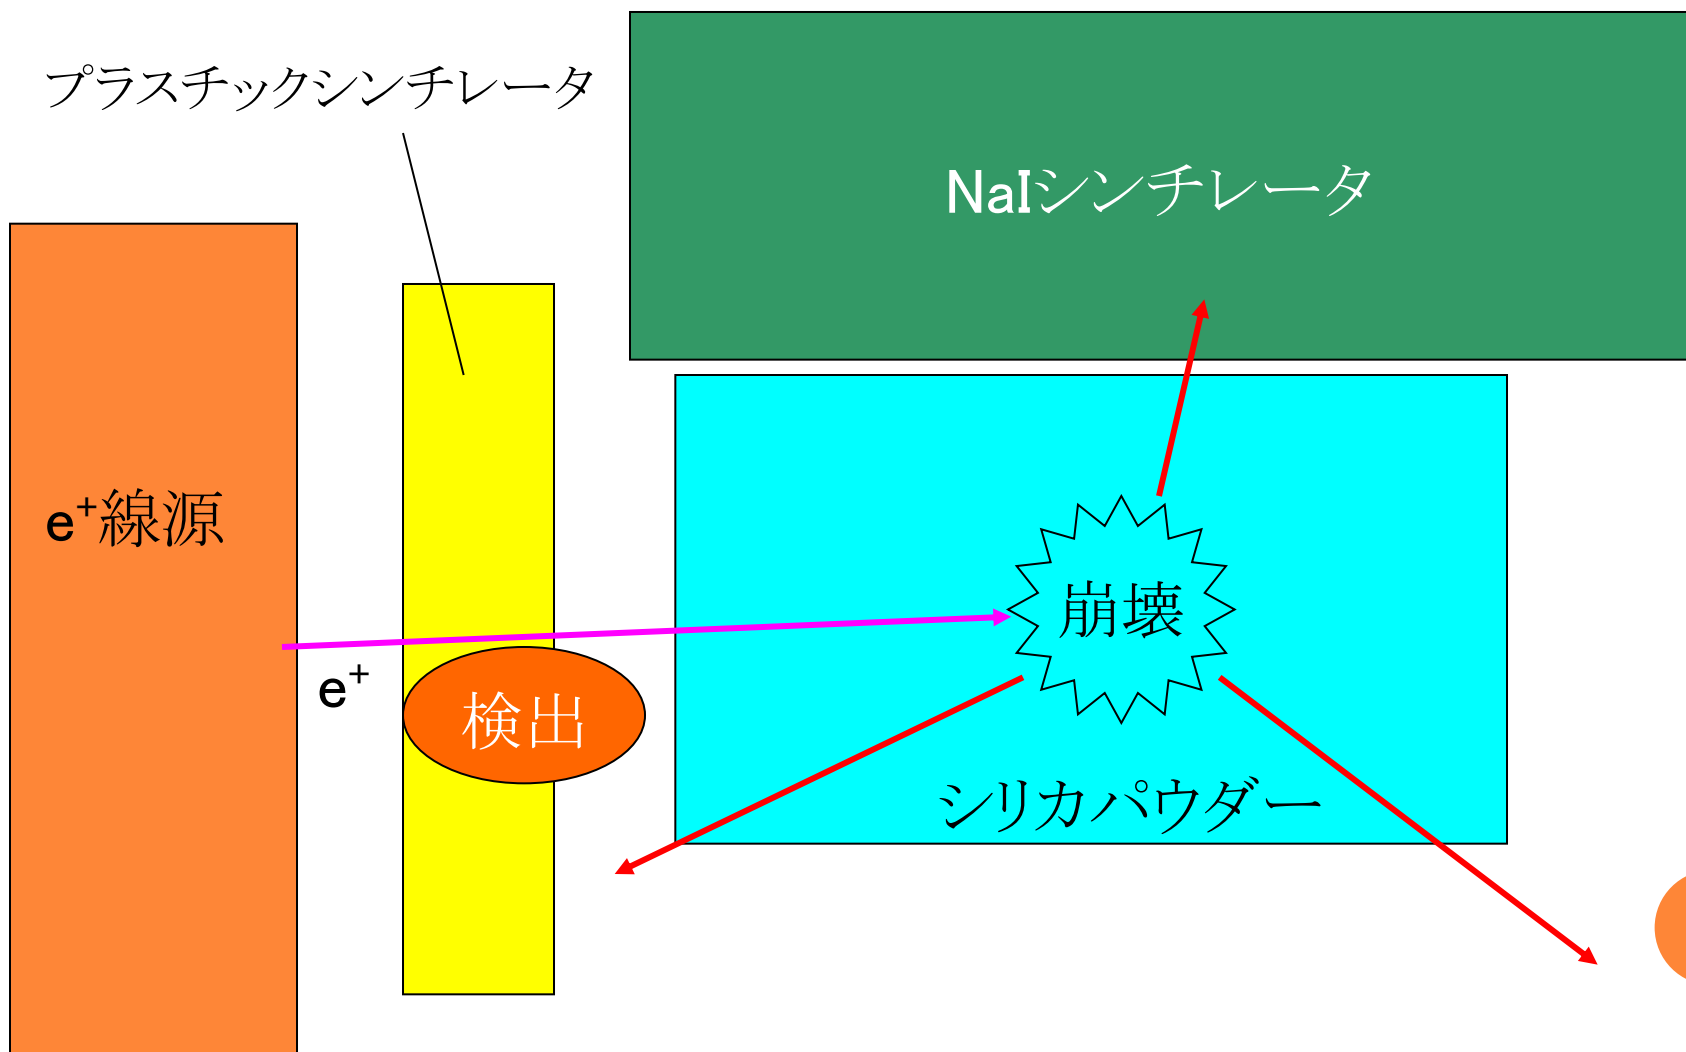 プラスチックシンチレータ
NaIシンチレータ
e⁺線源
崩壊
e⁺
検出
シリカパウダー